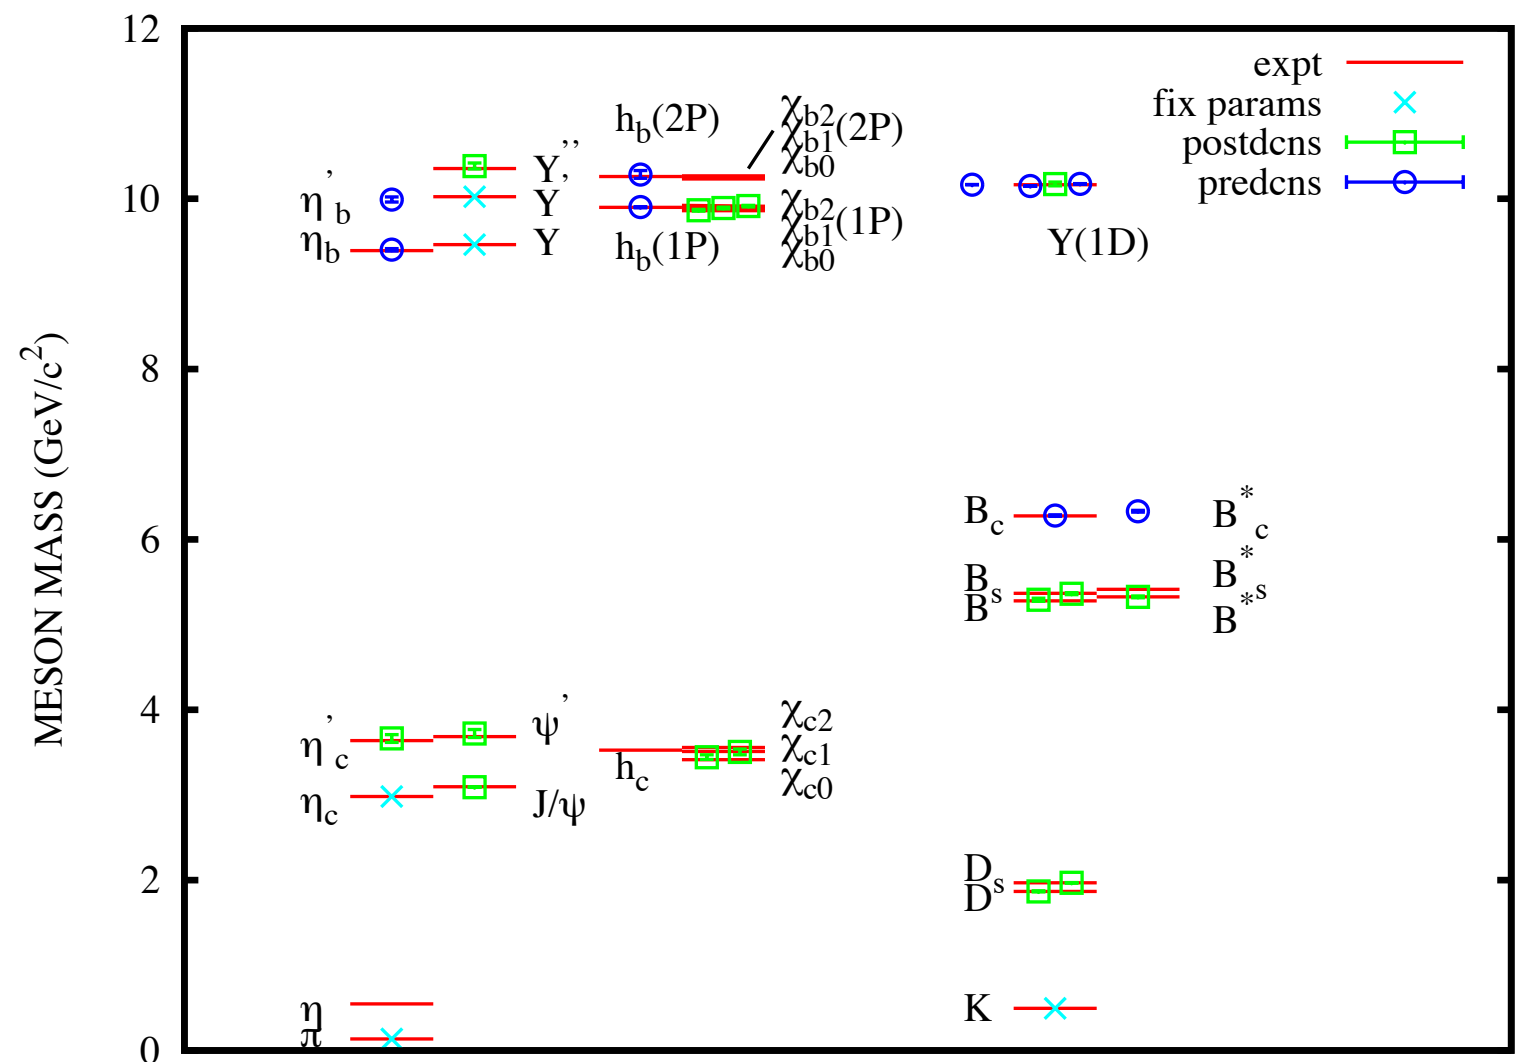 12
10
8
6
4
2
0
MESON MASS (GeV/c²)
expt
fix params
postdcns
predcns
η'b
ηb
Υ''
Υ'
Υ
hb(2P)
hb(1P)
χb2
χb1(2P)
χb0
χb2
χb1(1P)
χb0
Υ(1D)
Bc
B*c
Bs
B
B*s
B*
η'c
ηc
ψ'
J/ψ
hc
χc2
χc1
χc0
Ds
D
η
π
K